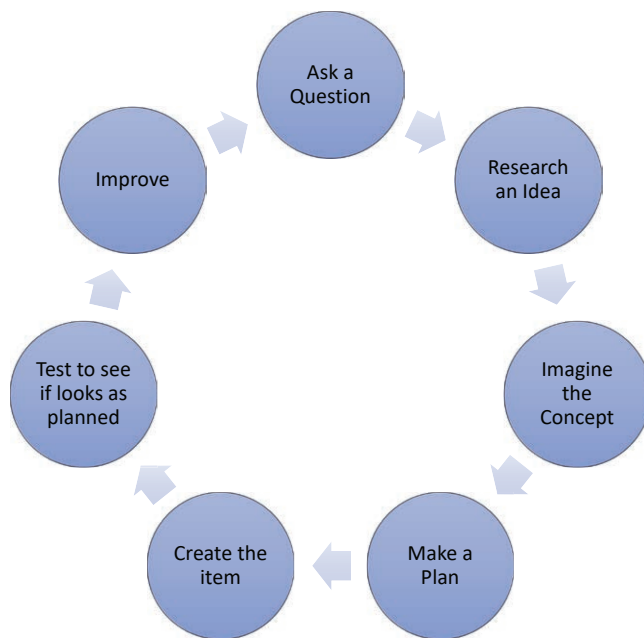 Ask a
Question
Research
an Idea
Imagine
the
Concept
Make a
Plan
Create the
item
Test to see
if looks as
planned
Improve